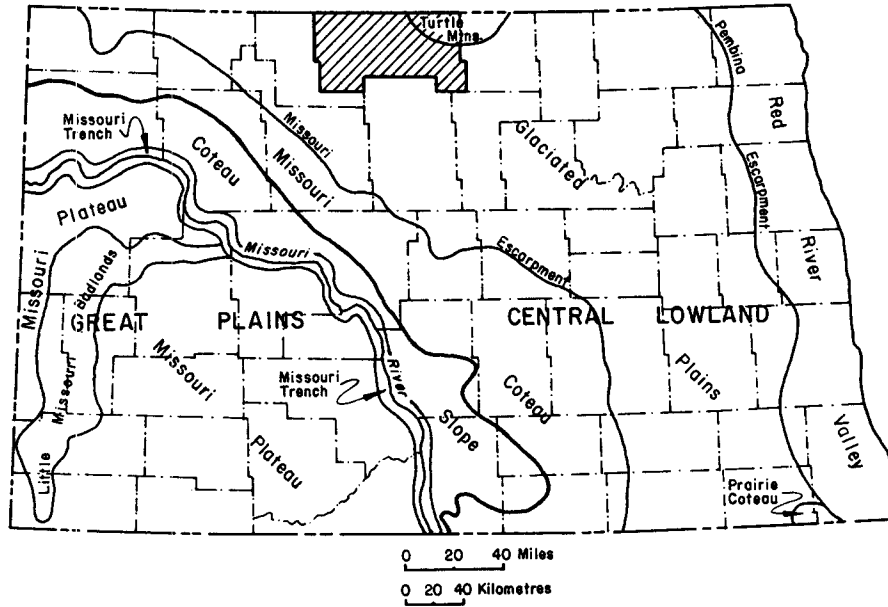 Turtle
Mtns.
Pembina
Escarpment
Red
River
Valley
Missouri
Trench
Missouri
Escarpment
Glaciated
Plains
Coteau
Slope
Missouri
Coteau
Plateau
Missouri
River
Missouri
Little
Missouri
Badlands
GREAT PLAINS
CENTRAL LOWLAND
Missouri
Plateau
Missouri
Trench
Prairie
Coteau
0 20 40 Miles
0 20 40 Kilometres